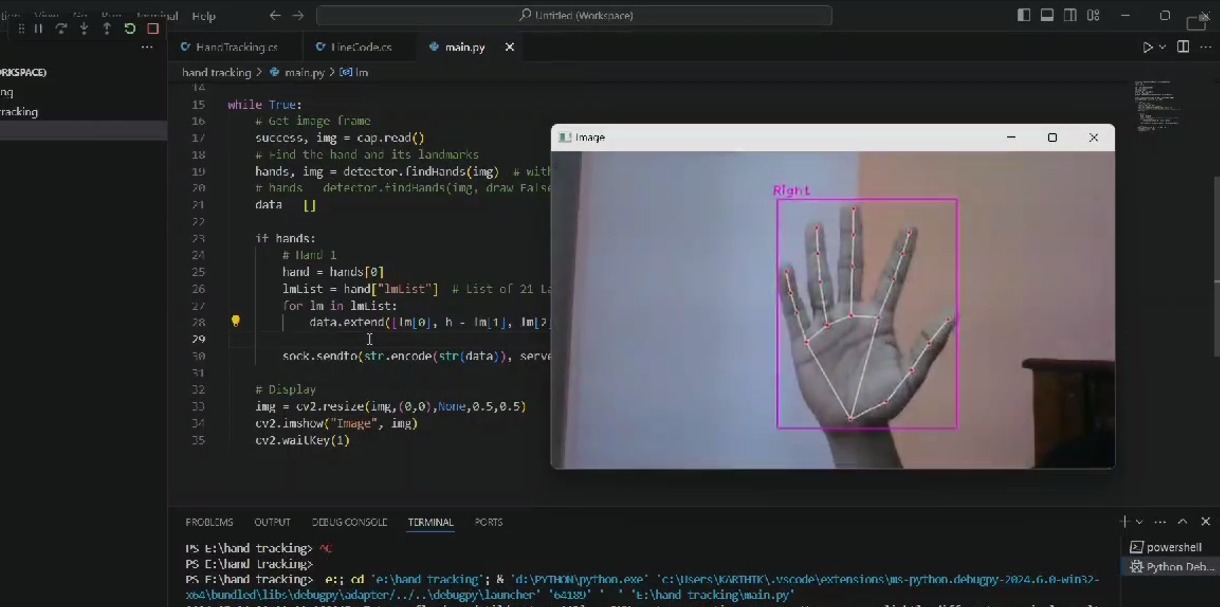 Terminal Help
Untitled (Workspace)
HandTracking.cs LineCode.cs main.py
RKSPACE)
hand tracking > main.py > lm
ng
racking
14
15 while True:
16 # Get image frame
17 success, img = cap.read()
18 # Find the hand and its landmarks
19 hands, img = detector.findHands(img) # with
20 # hands detector.findHands(img, draw False
21 data []
22
23 if hands:
24 # Hand 1
25 hand = hands[0]
26 lmList = hand["lmList"] # List of 21 La
27 for lm in lmList:
28 data.extend([lm[0], h - lm[1], lm[2]
29
30 sock.sendto(str.encode(str(data)), serve
31
32 # Display
33 img = cv2.resize(img,(0,0),None,0.5,0.5)
34 cv2.imshow("Image", img)
35 cv2.waitKey(1)
Image
Right
PROBLEMS OUTPUT DEBUG CONSOLE TERMINAL PORTS
PS E:\hand tracking> ^C
PS E:\hand tracking>
PS E:\hand tracking> e:; cd 'e:\hand tracking'; & 'd:\PYTHON\python.exe' 'c:\Users\KARTHIK\.vscode\extensions\ms-python.debugpy-2024.6.0-win32-
x64\bundled\libs\debugpy\adapter/../..\debugpy\launcher' '64189' '--' 'E:\hand tracking\main.py'
powershell
Python Deb...